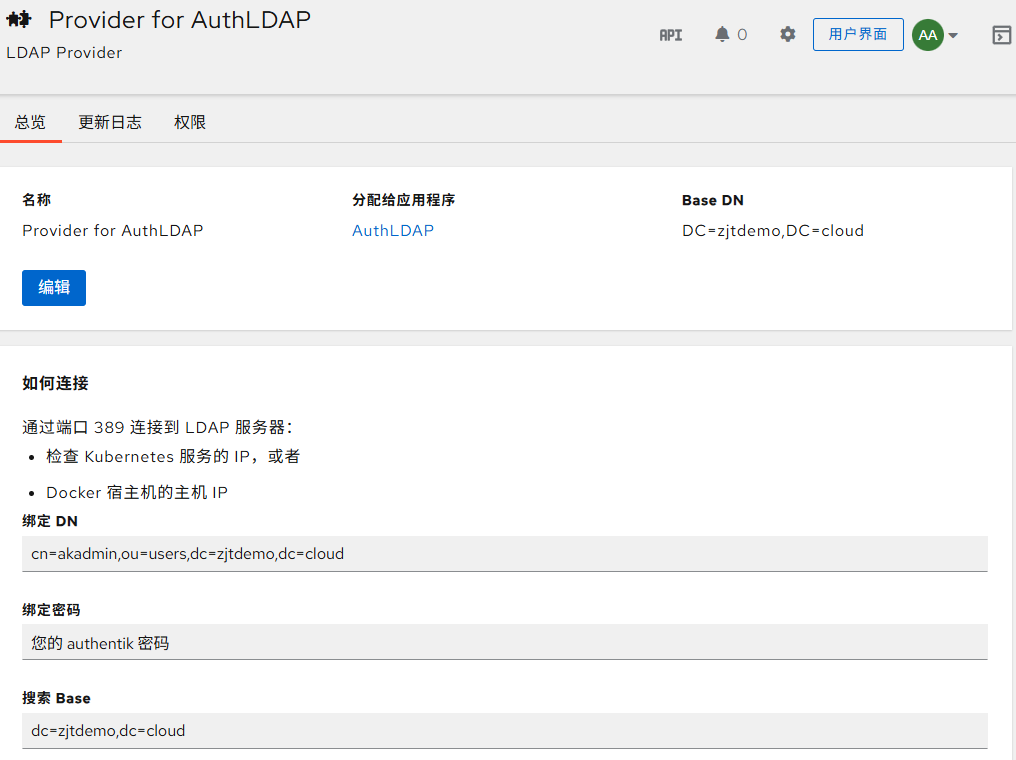 Provider for AuthLDAP
LDAP Provider
API
0
用户界面
AA
总览
更新日志
权限
名称
分配给应用程序
Base DN
Provider for AuthLDAP
AuthLDAP
DC=zjtdemo,DC=cloud
编辑
如何连接
通过端口 389 连接到 LDAP 服务器：
检查 Kubernetes 服务的 IP，或者
Docker 宿主机的主机 IP
绑定 DN
cn=akadmin,ou=users,dc=zjtdemo,dc=cloud
绑定密码
您的 authentik 密码
搜索 Base
dc=zjtdemo,dc=cloud